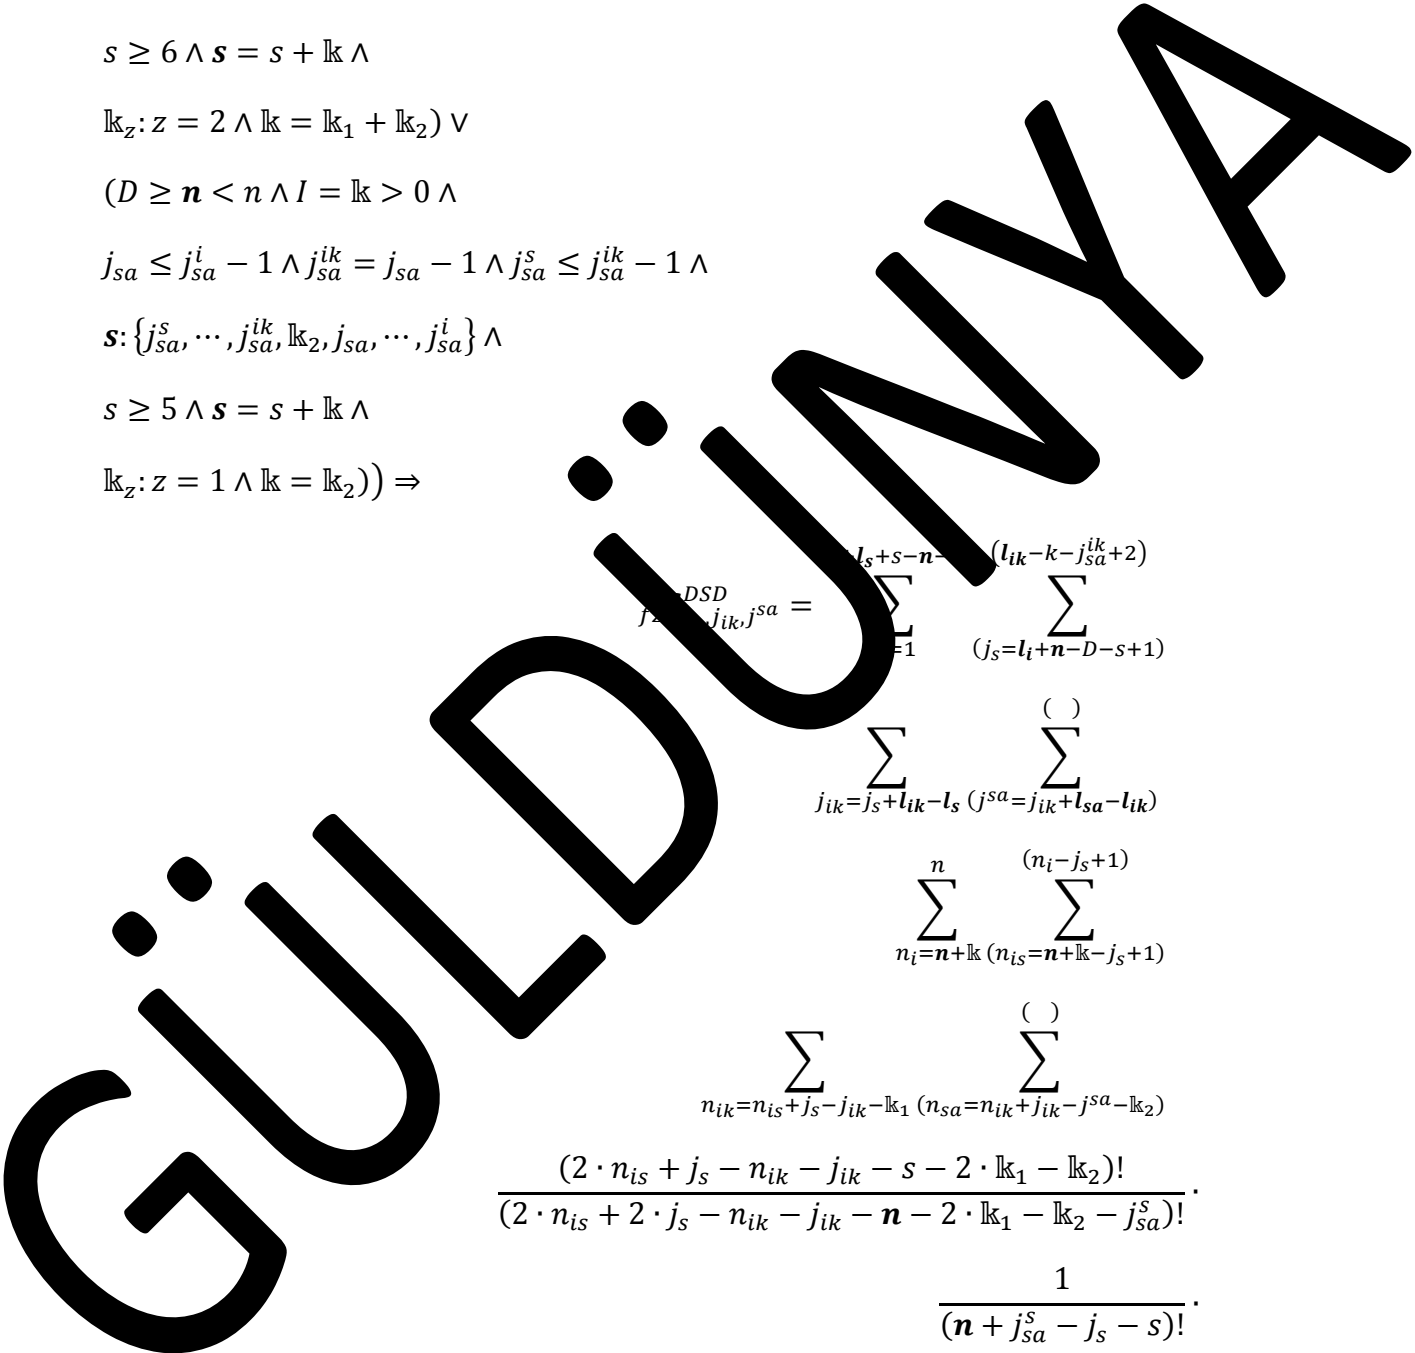 s ≥ 6 ∧ 𝒔 = s + 𝕜 ∧
𝕜_z: z = 2 ∧ 𝕜 = 𝕜_1 + 𝕜_2) ∨
(D ≥ 𝒏 < n ∧ I = 𝕜 > 0 ∧
j_{sa} ≤ j_{sa}^{i} − 1 ∧ j_{sa}^{ik} = j_{sa} − 1 ∧ j_{sa}^{s} ≤ j_{sa}^{ik} − 1 ∧
𝒔: {j_{sa}^{s}, ⋯, j_{sa}^{ik}, 𝕜_2, j_{sa}, ⋯, j_{sa}^{i}} ∧
s ≥ 5 ∧ 𝒔 = s + 𝕜 ∧
𝕜_z: z = 1 ∧ 𝕜 = 𝕜_2)) ⇒
DSD j_{ik}, j^{sa} = ∑_{=1}^{𝒍_𝒔+s−𝒏−} ∑_{(j_s=𝒍_𝒊+𝒏−D−s+1)}^{(𝒍_{𝒊𝒌}−k−j_{sa}^{ik}+2)}
∑_{j_{ik}=j_s+𝒍_{𝒊𝒌}−𝒍_𝒔} ∑_{(j^{sa}=j_{ik}+𝒍_{𝒔𝒂}−𝒍_{𝒊𝒌})}^{( )}
∑_{n_i=𝒏+𝕜}^{n} ∑_{(n_{is}=𝒏+𝕜−j_s+1)}^{(n_i−j_s+1)}
∑_{n_{ik}=n_{is}+j_s−j_{ik}−𝕜_1} ∑_{(n_{sa}=n_{ik}+j_{ik}−j^{sa}−𝕜_2)}^{( )}
(2 · n_{is} + j_s − n_{ik} − j_{ik} − s − 2 · 𝕜_1 − 𝕜_2)!
(2 · n_{is} + 2 · j_s − n_{ik} − j_{ik} − 𝒏 − 2 · 𝕜_1 − 𝕜_2 − j_{sa}^{s})! ·
1
(𝒏 + j_{sa}^{s} − j_s − s)! ·
GÜLDÜNYA